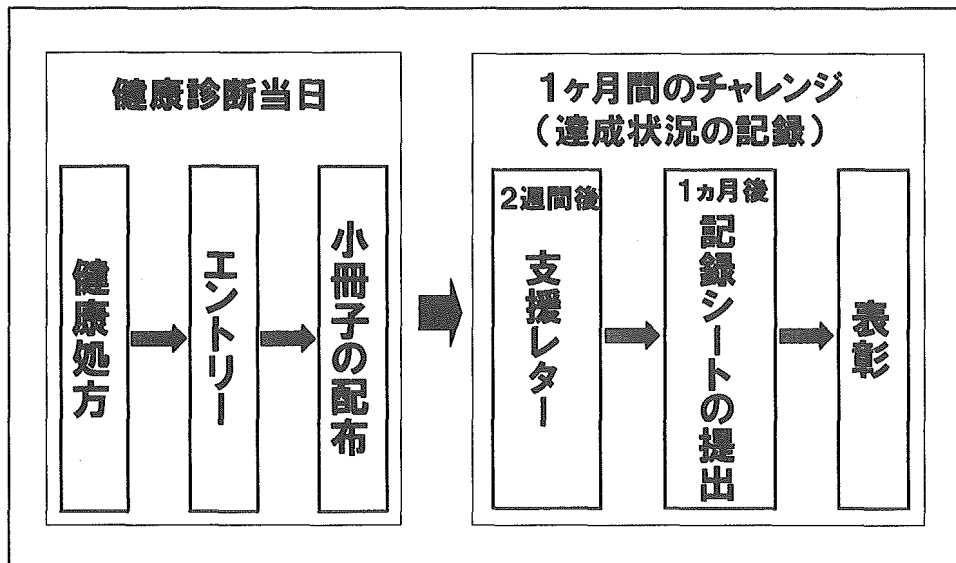 健康診断当日
健康処方
エントリー
小冊子の配布
1ヶ月間のチャレンジ
(達成状況の記録)
2週間後
支援レター
1ヵ月後
記録シートの提出
表彰